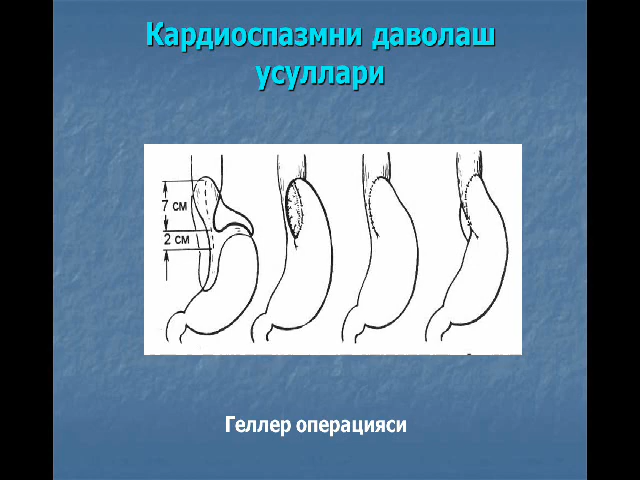 Кардиоспазмни даволаш
усуллари
7 см
2 см
Геллер операцияси